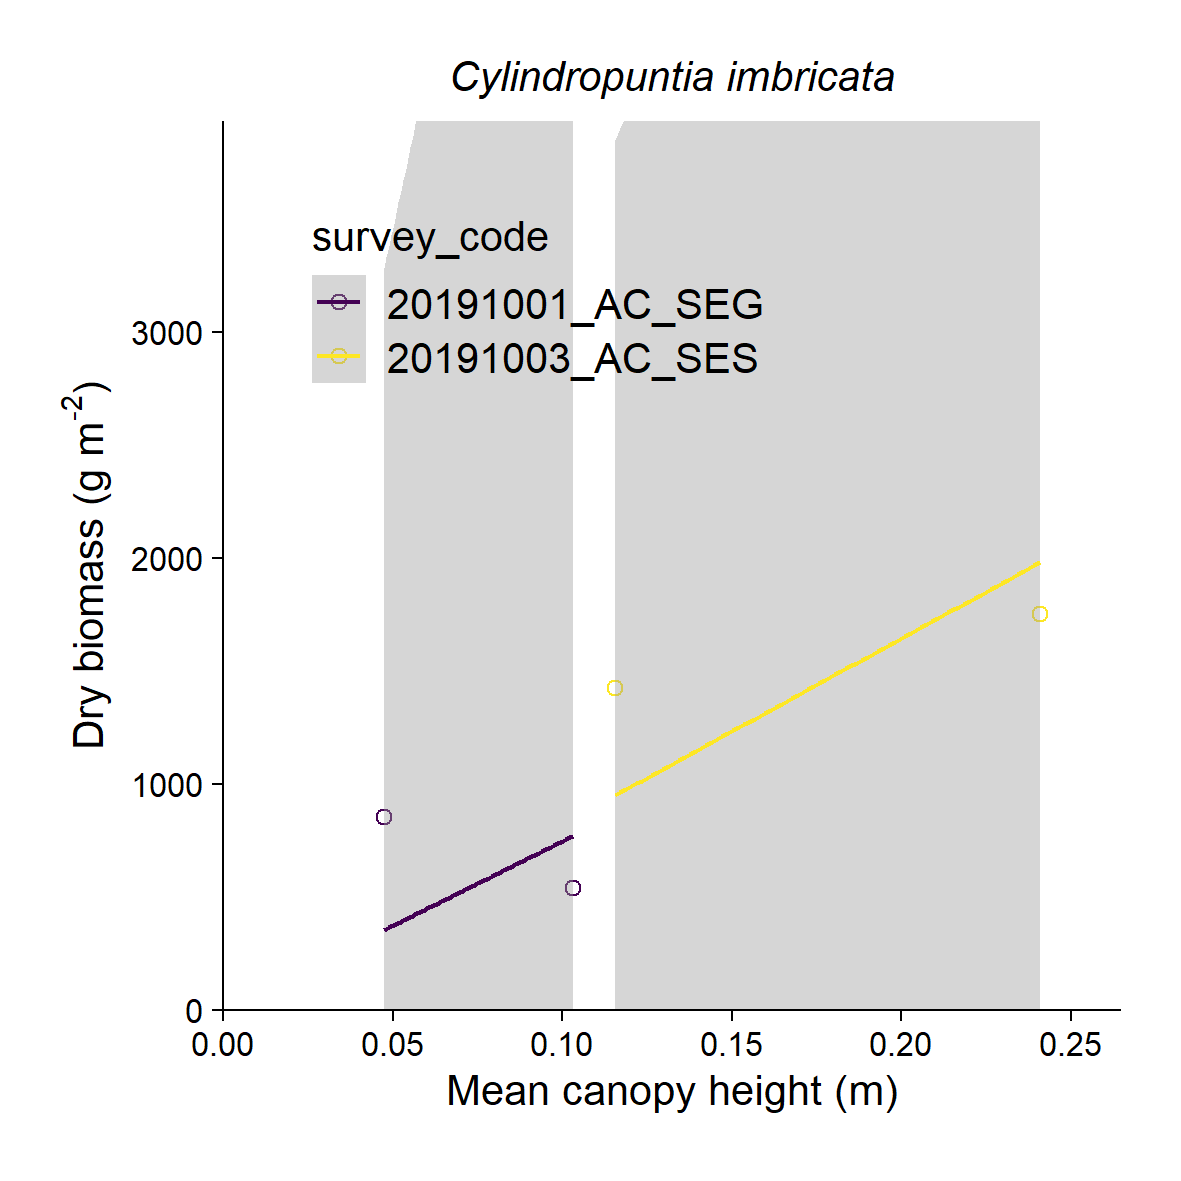 Cylindropuntia imbricata
survey_code
20191001_AC_SEG
20191003_AC_SES
Dry biomass (g m-2)
3000
2000
1000
0
0.00 0.05 0.10 0.15 0.20 0.25
Mean canopy height (m)